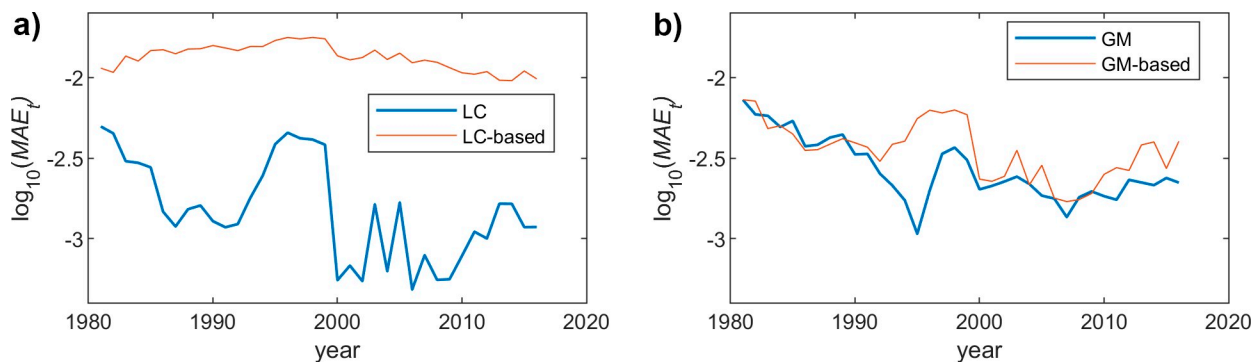 a)
log10(MAEt)
-2
-2.5
-3
LC
LC-based
1980 1990 2000 2010 2020
year
b)
log10(MAEt)
-2
-2.5
-3
GM
GM-based
1980 1990 2000 2010 2020
year